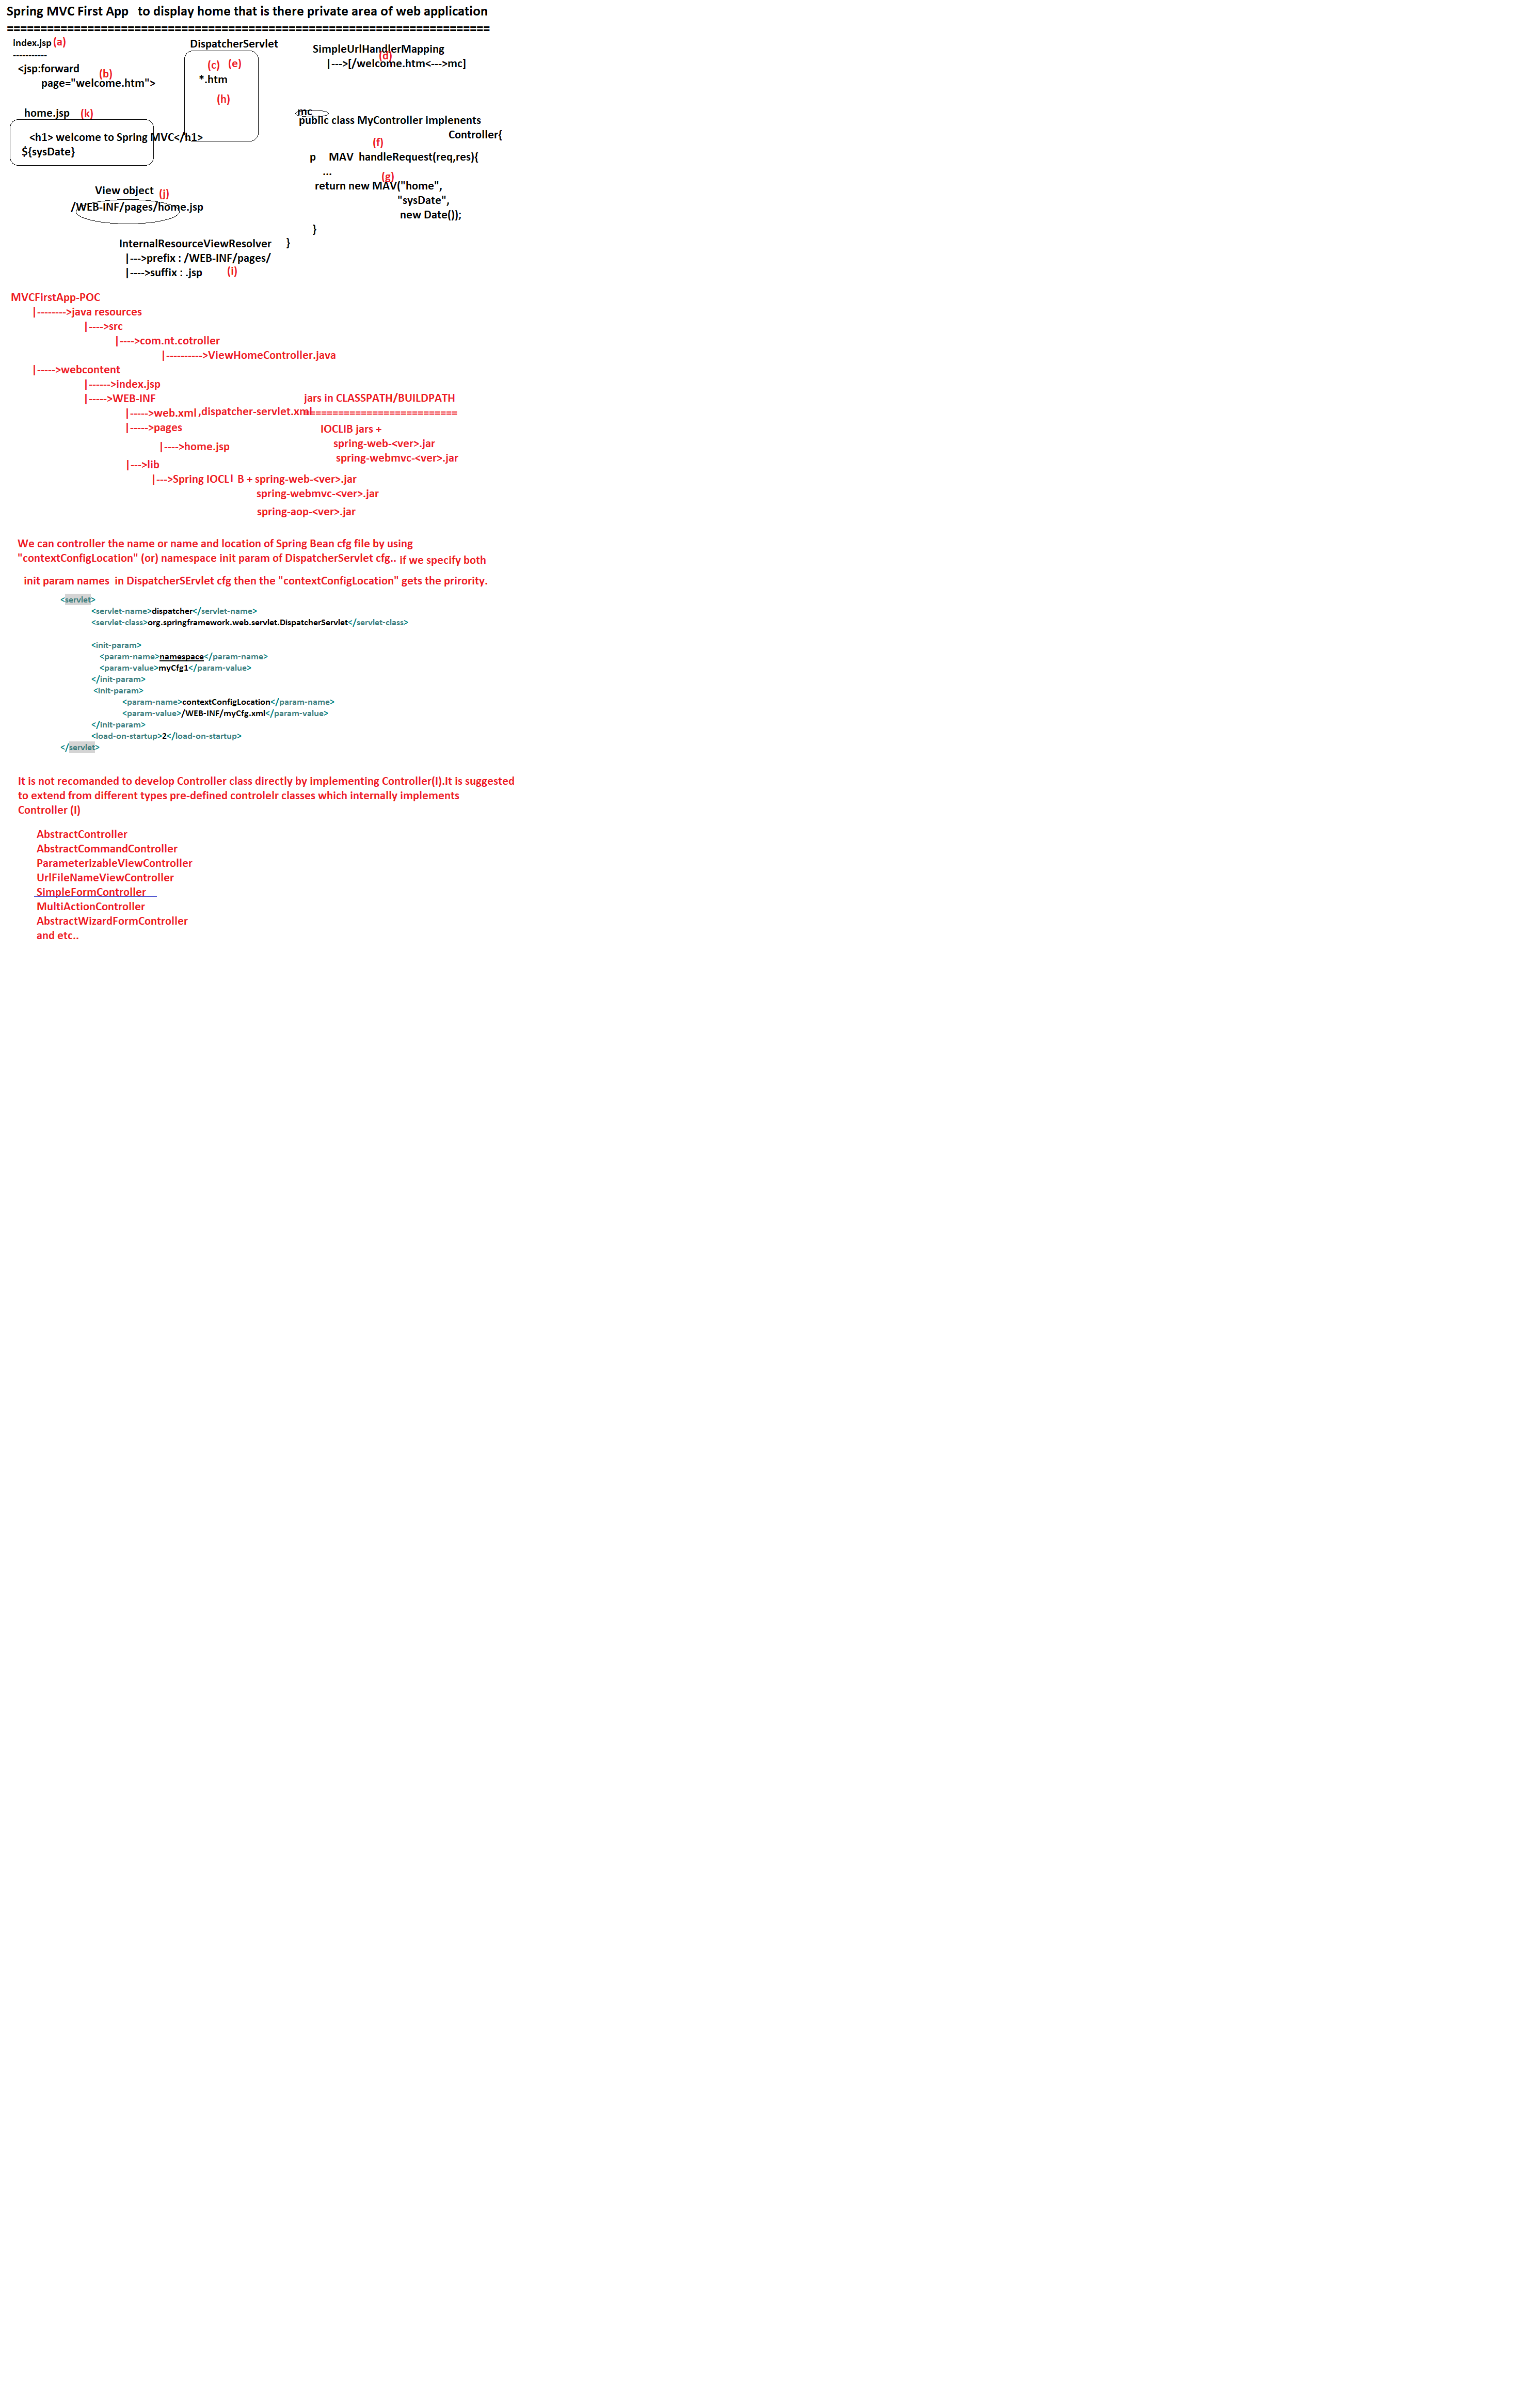 Spring MVC First App to display home that is there private area of web application
========================================================================
index.jsp (a)
-----------
<jsp:forward (b)
page="welcome.htm">
home.jsp (k)
<h1> welcome to Spring MVC</h1>
${sysDate}
DispatcherServlet
(c) (e)
*.htm
(h)
SimpleUrlHandlerMapping
(d)
|--->[/welcome.htm<--->mc]
mc
public class MyController implenents
Controller{
(f)
p MAV handleRequest(req,res){
...
(g)
return new MAV("home",
"sysDate",
new Date());
}
}
View object (j)
/WEB-INF/pages/home.jsp
InternalResourceViewResolver
|--->prefix : /WEB-INF/pages/
|---->suffix : .jsp (i)
MVCFirstApp-POC
|-------->java resources
|---->src
|---->com.nt.cotroller
|---------->ViewHomeController.java
|----->webcontent
|------>index.jsp
|----->WEB-INF
|----->web.xml ,dispatcher-servlet.xml
|----->pages
|---->home.jsp
|--->lib
|--->Spring IOCLI B + spring-web-<ver>.jar
spring-webmvc-<ver>.jar
spring-aop-<ver>.jar
jars in CLASSPATH/BUILDPATH
===========================
IOCLIB jars +
spring-web-<ver>.jar
spring-webmvc-<ver>.jar
We can controller the name or name and location of Spring Bean cfg file by using
"contextConfigLocation" (or) namespace init param of DispatcherServlet cfg.. if we specify both
init param names in DispatcherSErvlet cfg then the "contextConfigLocation" gets the prirority.
<servlet>
<servlet-name>dispatcher</servlet-name>
<servlet-class>org.springframework.web.servlet.DispatcherServlet</servlet-class>
<init-param>
<param-name>namespace</param-name>
<param-value>myCfg1</param-value>
</init-param>
<init-param>
<param-name>contextConfigLocation</param-name>
<param-value>/WEB-INF/myCfg.xml</param-value>
</init-param>
<load-on-startup>2</load-on-startup>
</servlet>
It is not recomanded to develop Controller class directly by implementing Controller(I).It is suggested
to extend from different types pre-defined controlelr classes which internally implements
Controller (I)
AbstractController
AbstractCommandController
ParameterizableViewController
UrlFileNameViewController
SimpleFormController
MultiActionController
AbstractWizardFormController
and etc..